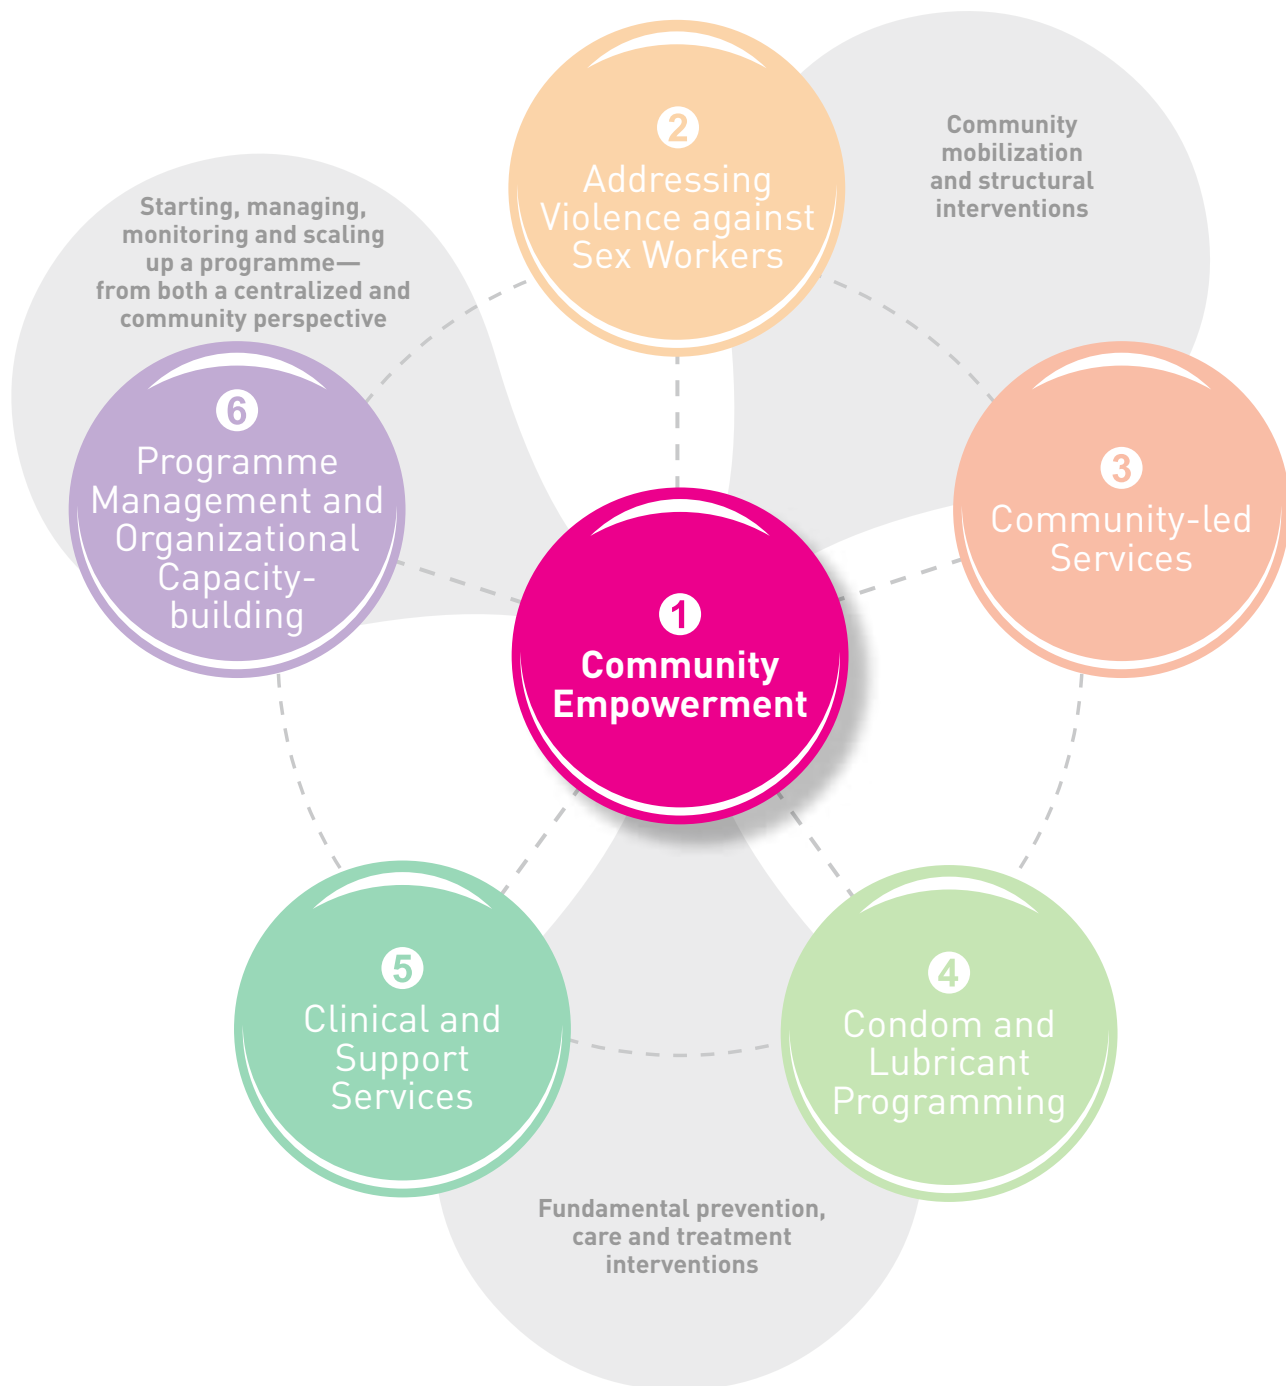 2
Addressing
Violence against
Sex Workers
Community
mobilization
and structural
interventions
Starting, managing,
monitoring and scaling
up a programme—
from both a centralized and
community perspective
6
Programme
Management and
Organizational
Capacity-
building
3
Community-led
Services
1
Community
Empowerment
5
Clinical and
Support
Services
4
Condom and
Lubricant
Programming
Fundamental prevention,
care and treatment
interventions